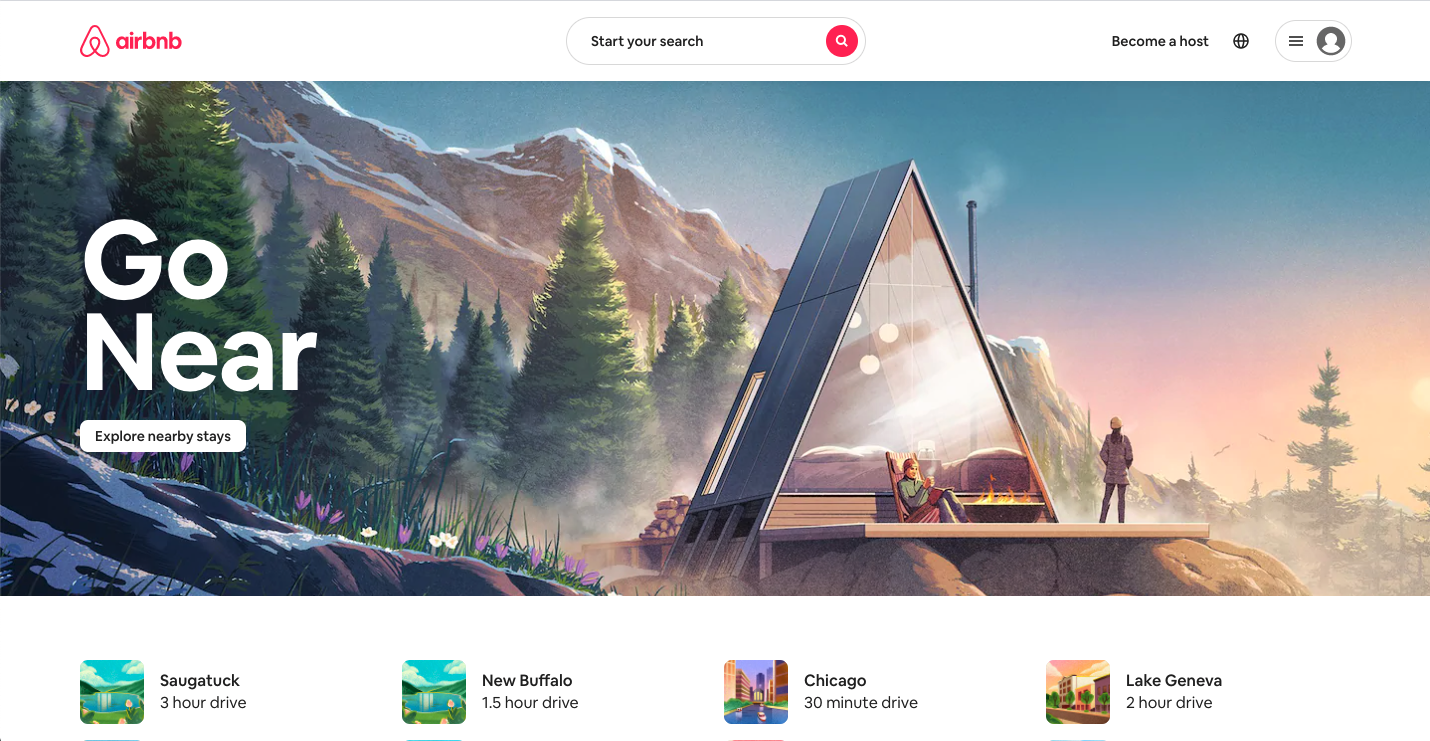 airbnb
Start your search
Become a host
Go
Near
Explore nearby stays
Saugatuck
3 hour drive
New Buffalo
1.5 hour drive
Chicago
30 minute drive
Lake Geneva
2 hour drive